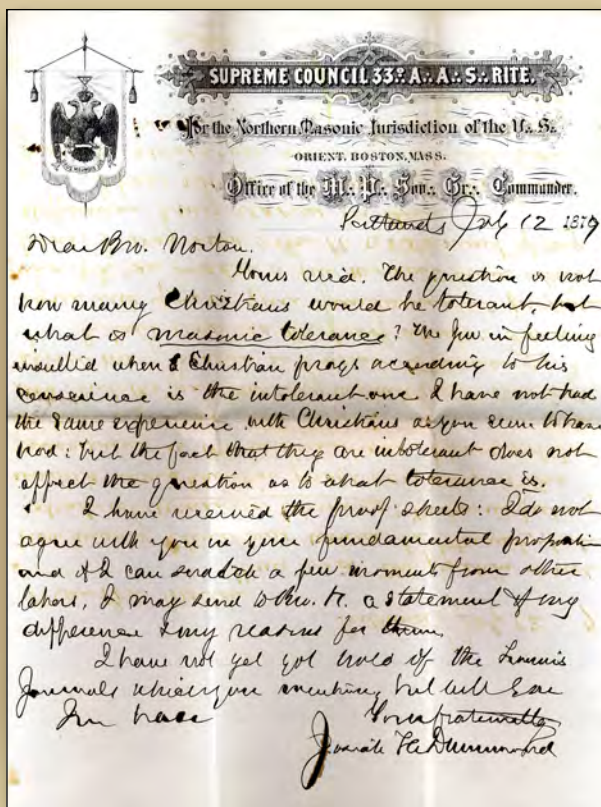 SUPREME COUNCIL 33º. A∴ A∴ S∴ RITE.
For the Northern Masonic Jurisdiction of the U. S.
ORIENT, BOSTON, MASS.
Office of the M∴ P∴ Sov∴ Gr∴ Commander.
Portland, July 12 1879
Dear Bro. Norton.
Yours rec'd. The question is not
how many Christians would be tolerant, but
what is masonic tolerance? The Jew in feeling
insulted when a Christian prays according to his
conscience is the intolerant one. I have not had
the same experience with Christians as you seem to have
had: but the fact that they are intolerant does not
affect the question as to what tolerance is.
I have received the proof sheets: I do not
agree with you in your fundamental proposition
and if I can snatch a few moments from other
labors, I may send to Bro. a statement of my
difference & my reasons for them.
I have not yet got hold of the
Journals which you mention, but will
Yours fraternally
Josiah H. Drummond